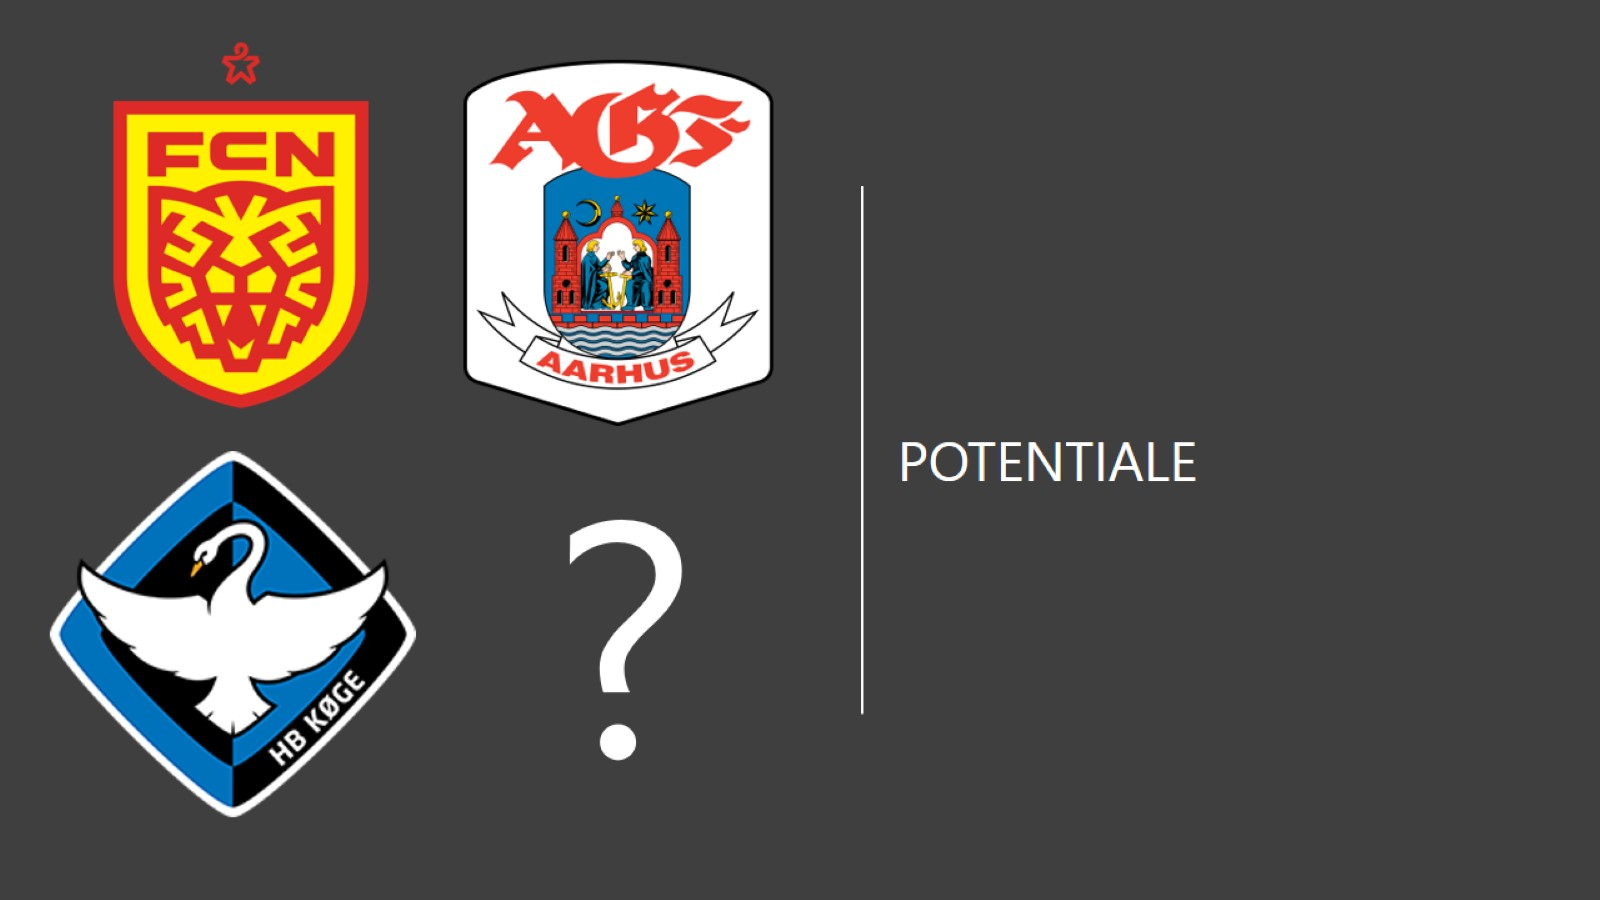 FCN
AGF
AARHUS
HB KØGE
?
POTENTIALE